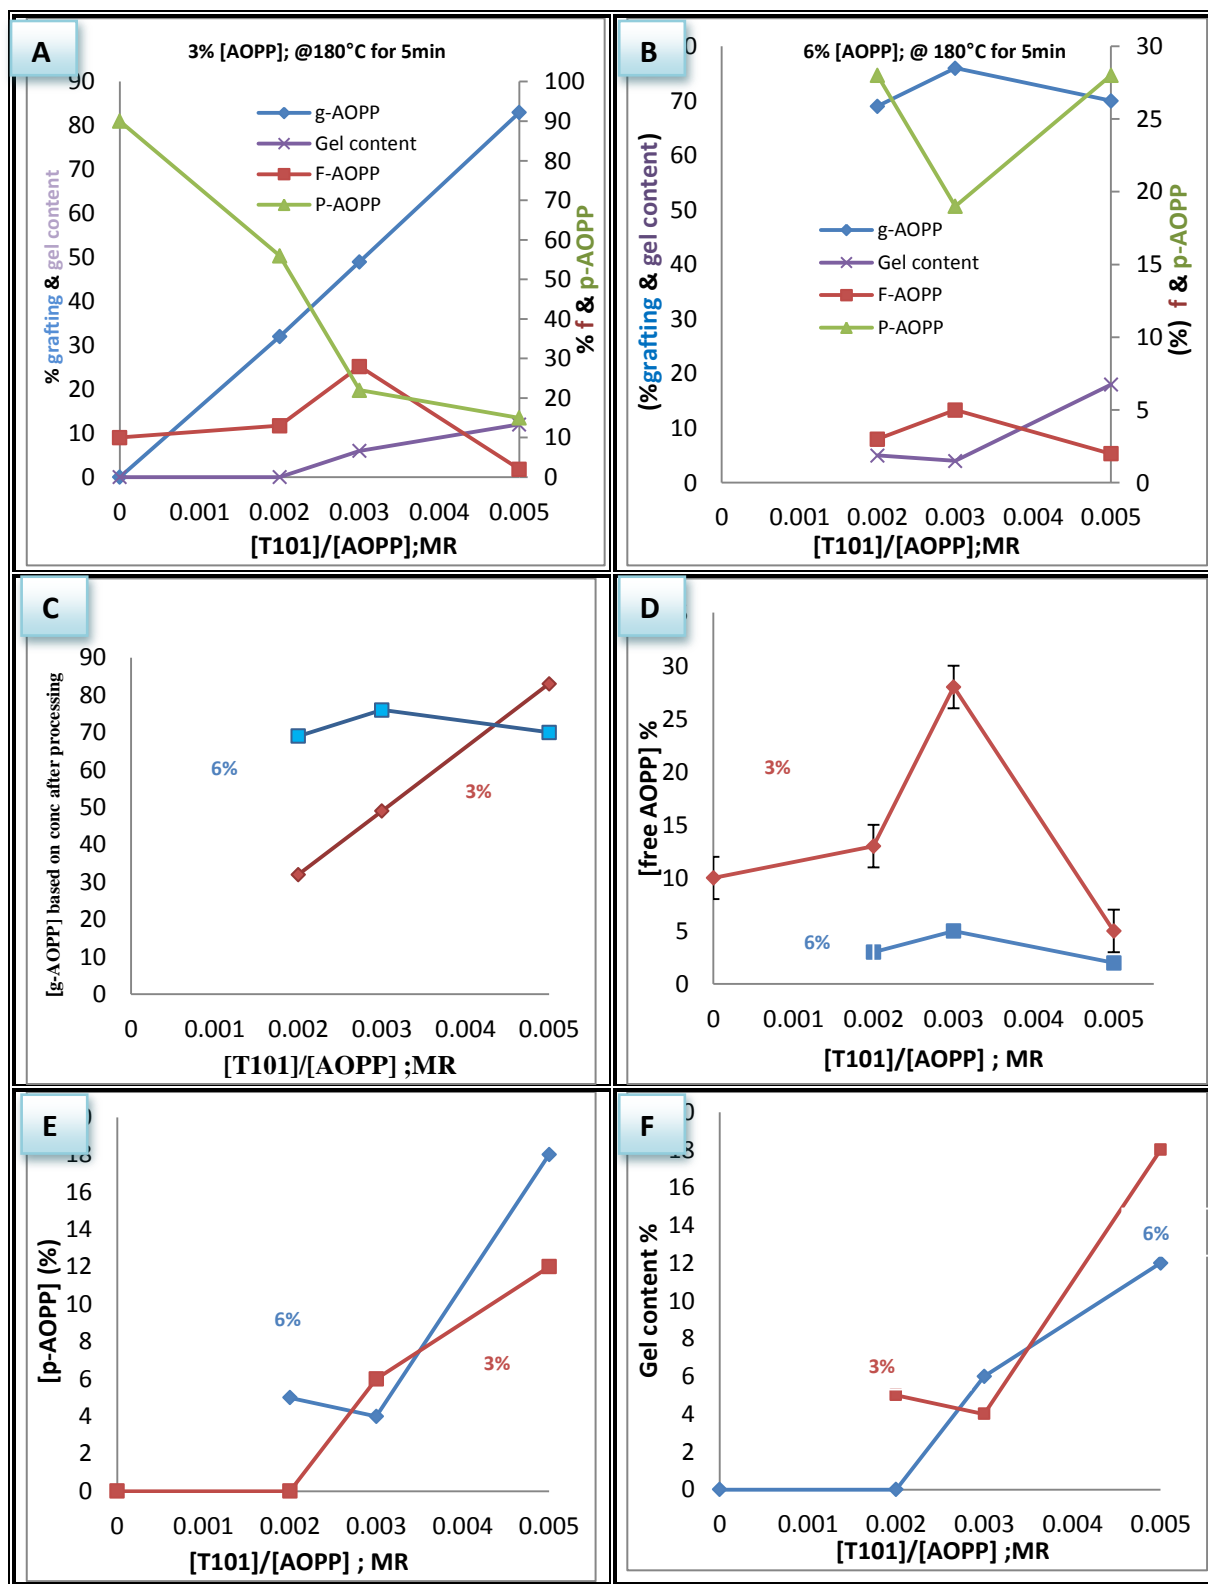 A
3% [AOPP]; @180°C for 5min
90
80
70
60
50
40
30
20
10
0
100
90
80
70
60
50
40
30
20
10
0
g-AOPP
Gel content
F-AOPP
P-AOPP
% grafting & gel content
% f & p-AOPP
0 0.001 0.002 0.003 0.004 0.005
[T101]/[AOPP];MR
B
6% [AOPP]; @ 180°C for 5min
70
60
50
40
30
20
10
0
30
25
20
15
10
5
0
g-AOPP
Gel content
F-AOPP
P-AOPP
(%grafting & gel content)
(%) f & p-AOPP
0 0.001 0.002 0.003 0.004 0.005
[T101]/[AOPP];MR
C
90
80
70
60
50
40
30
20
10
0
[g-AOPP] based on conc after processing
6%
3%
0 0.001 0.002 0.003 0.004 0.005
[T101]/[AOPP] ;MR
D
30
25
20
15
10
5
0
[free AOPP] %
3%
6%
0 0.001 0.002 0.003 0.004 0.005
[T101]/[AOPP] ; MR
E
18
16
14
12
10
8
6
4
2
0
[p-AOPP] (%)
6%
3%
0 0.001 0.002 0.003 0.004 0.005
[T101]/[AOPP] ; MR
F
18
16
14
12
10
8
6
4
2
0
Gel content %
6%
3%
0 0.001 0.002 0.003 0.004 0.005
[T101]/[AOPP] ;MR